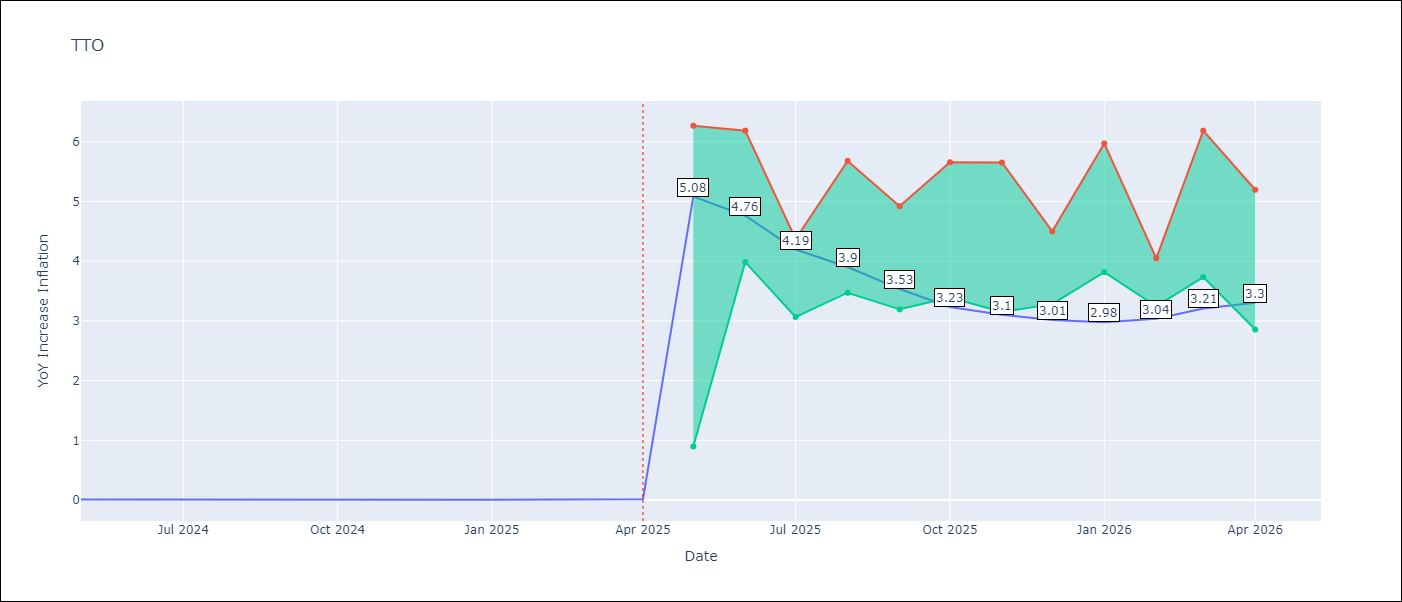 TTO
YoY Increase Inflation
6
5
4
3
2
1
0
5.08
4.76
4.19
3.9
3.53
3.23
3.1
3.01
2.98
3.04
3.21
3.3
Jul 2024
Oct 2024
Jan 2025
Apr 2025
Jul 2025
Oct 2025
Jan 2026
Apr 2026
Date